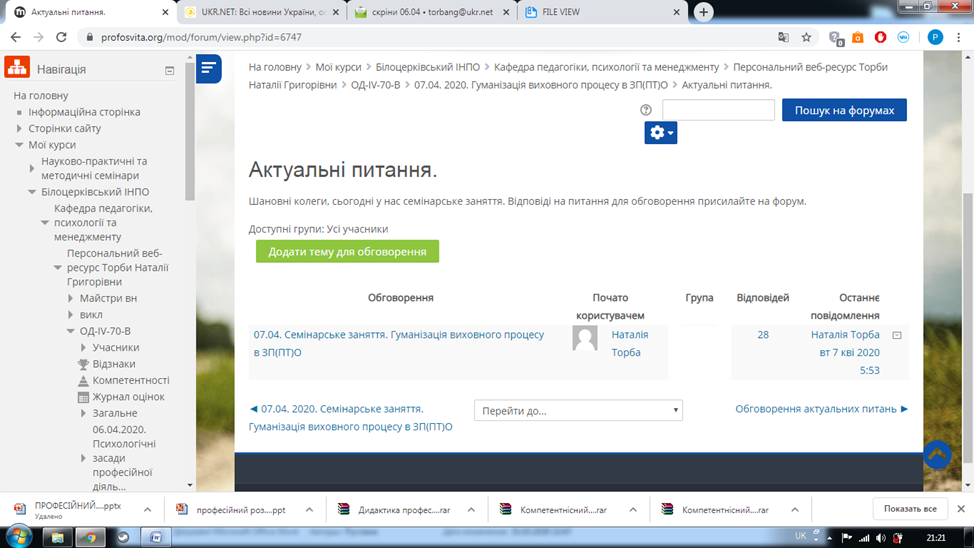 Актуальні питання.
UKR.NET: Всі новини України, ос
скріни 06.04 • torbang@ukr.net
FILE VIEW
profosvita.org/mod/forum/view.php?id=6747
Навігація
На головну
Інформаційна сторінка
Сторінки сайту
Мої курси
Науково-практичні та
методичні семінари
Білоцерківський ІНПО
Кафедра педагогіки,
психології та
менеджменту
Персональний веб-
ресурс Торби Наталії
Григорівни
Майстри вн
викл
ОД-IV-70-В
Учасники
Відзнаки
Компетентності
Журнал оцінок
Загальне
06.04.2020.
Психологічні
засади
професійної
діяль...
На головну > Мої курси > Білоцерківський ІНПО > Кафедра педагогіки, психології та менеджменту > Персональний веб-ресурс Торби
Наталії Григорівни > ОД-IV-70-В > 07.04. 2020. Гуманізація виховного процесу в ЗП(ПТ)О > Актуальні питання.
Пошук на форумах
Актуальні питання.
Шановні колеги, сьогодні у нас семінарське заняття. Відповіді на питання для обговорення присилайте на форум.
Доступні групи: Усі учасники
Додати тему для обговорення
Обговорення
Почато
користувачем
Група
Відповідей
Останнє
повідомлення
07.04. Семінарське заняття. Гуманізація виховного процесу
в ЗП(ПТ)О
Наталія
Торба
28
Наталія Торба
вт 7 кві 2020
5:53
◄ 07.04. 2020. Семінарське заняття.
Гуманізація виховного процесу в ЗП(ПТ)О
Перейти до...
Обговорення актуальних питань ►
ПРОФЕСІЙНИЙ....pptx
Удалено
професійний роз....ppt
Дидактика профес....rar
Компетентнісний....rar
Компетентнісний....rar
Показать все
UK
21:21